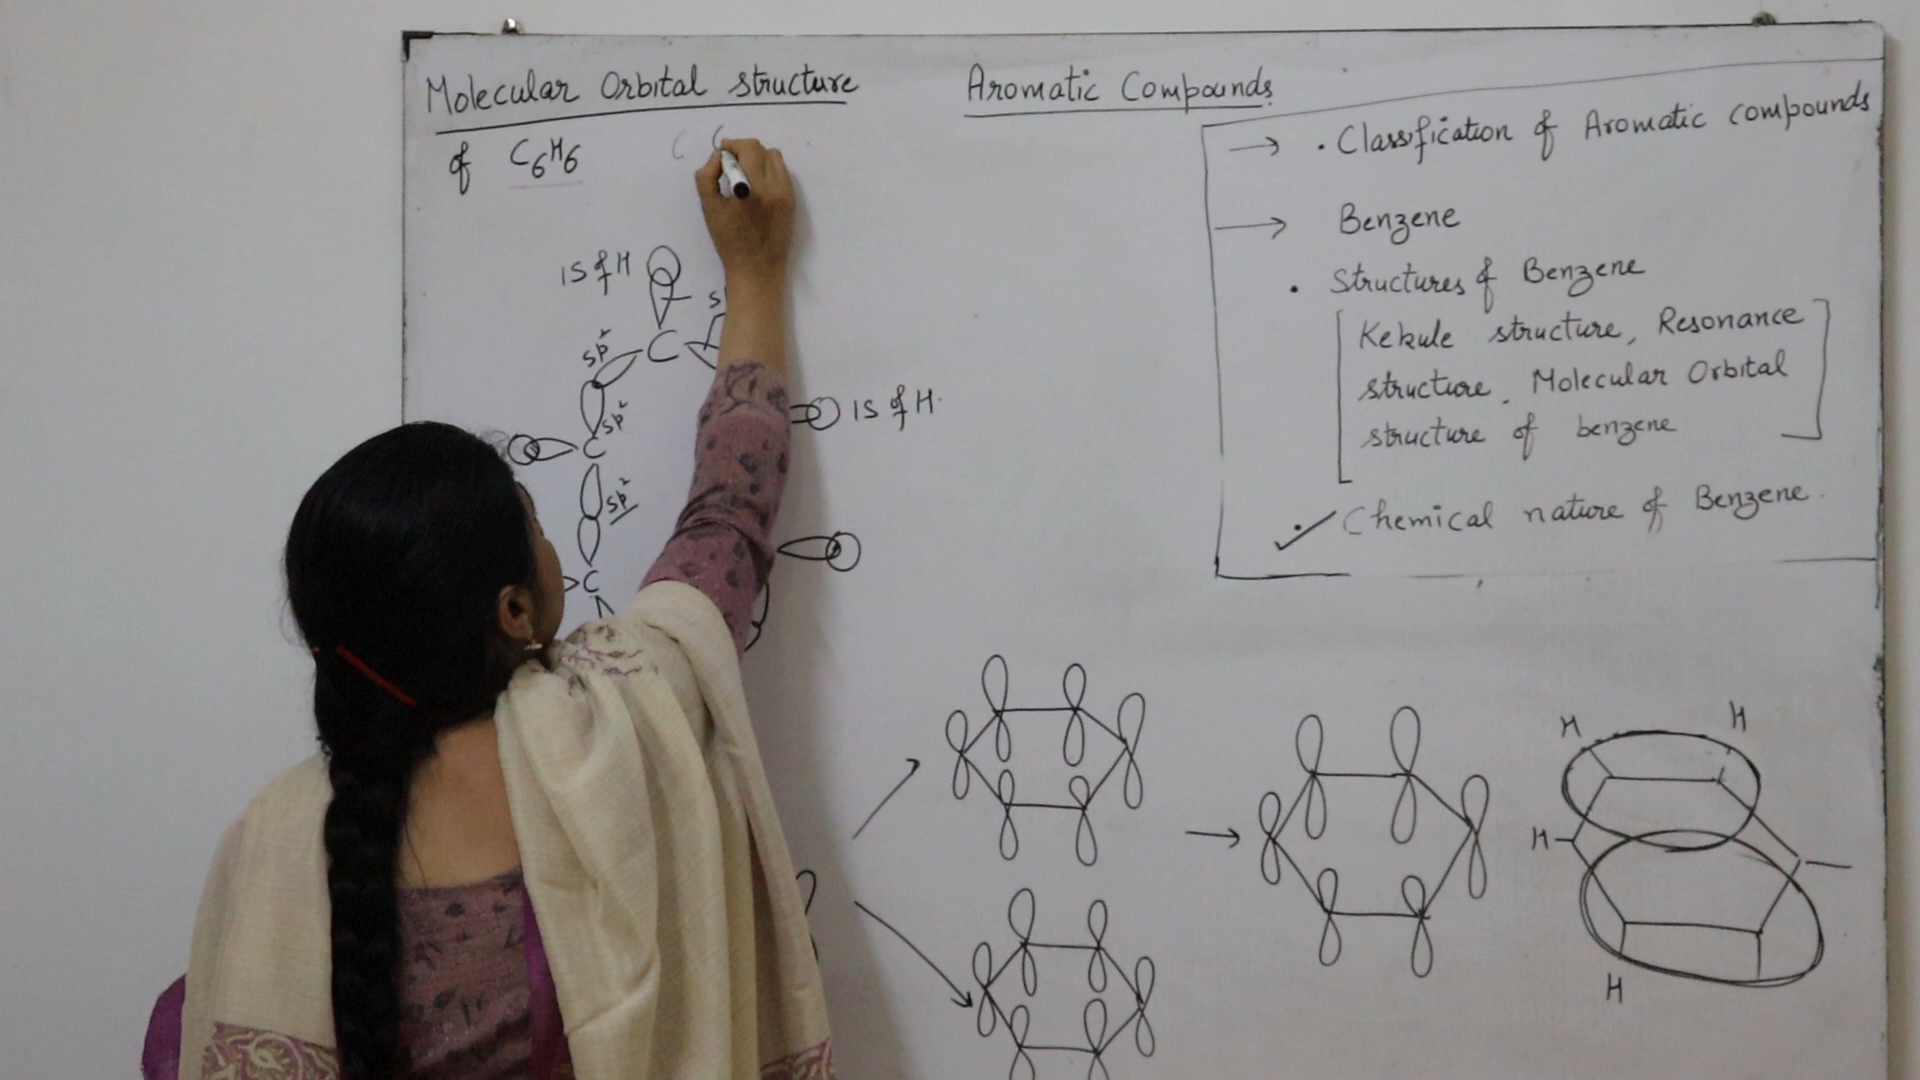 Molecular Orbital structure
of C6H6
1S of H
sp²
C
sp²
C
sp²
C
1S of H.
Aromatic Compounds
→ . Classification of Aromatic compounds
→ Benzene
. Structures of Benzene
[Kekule structure, Resonance
structure. Molecular Orbital
structure of benzene]
✓ Chemical nature of Benzene.
H
H
H
H